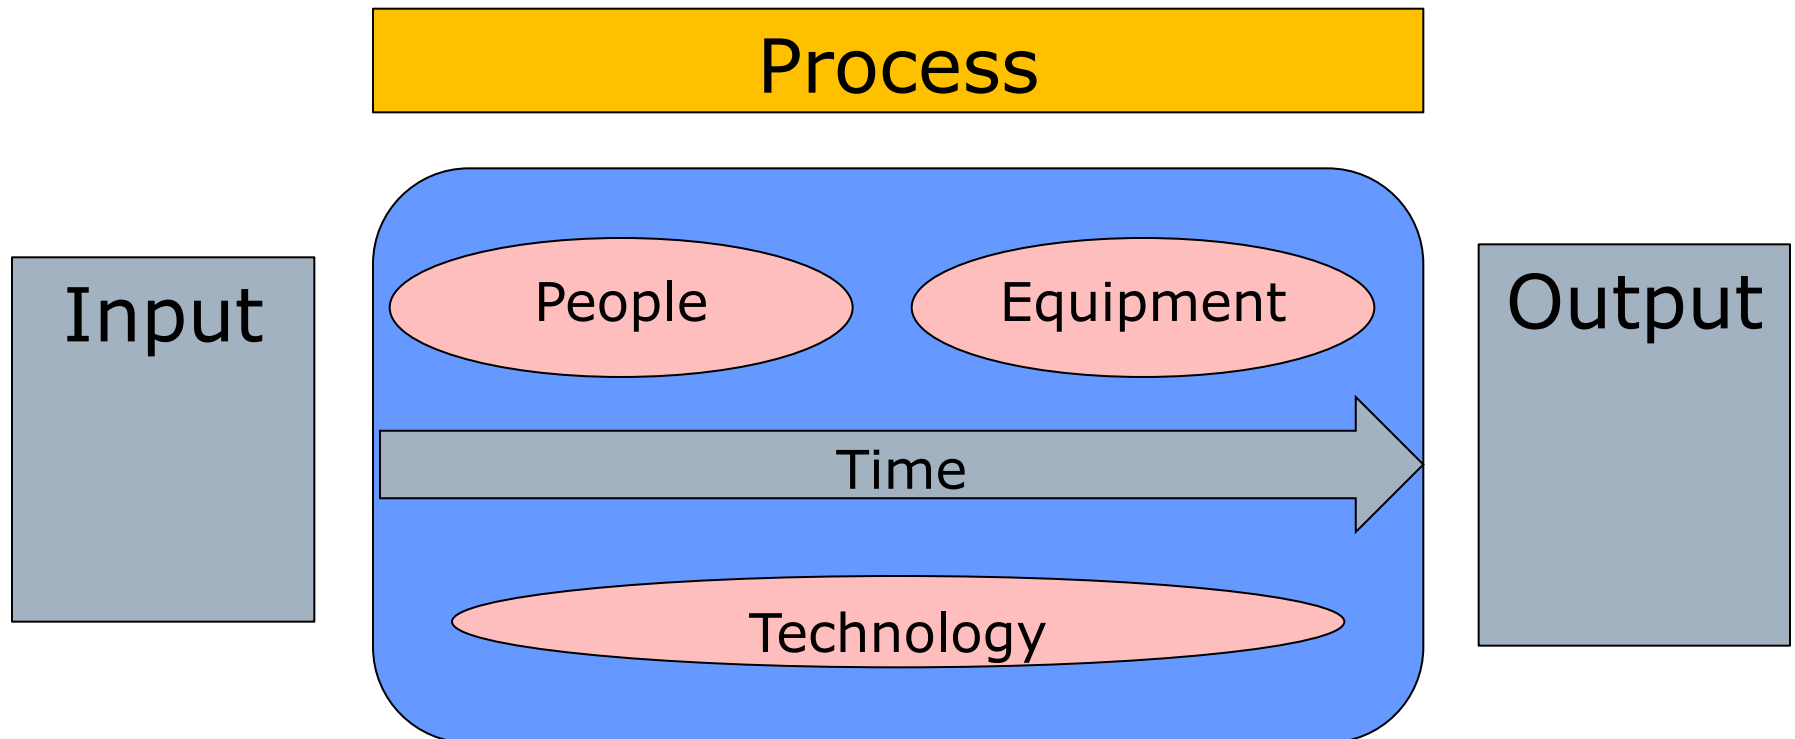 Process
Input
People
Equipment
Output
Time
Technology